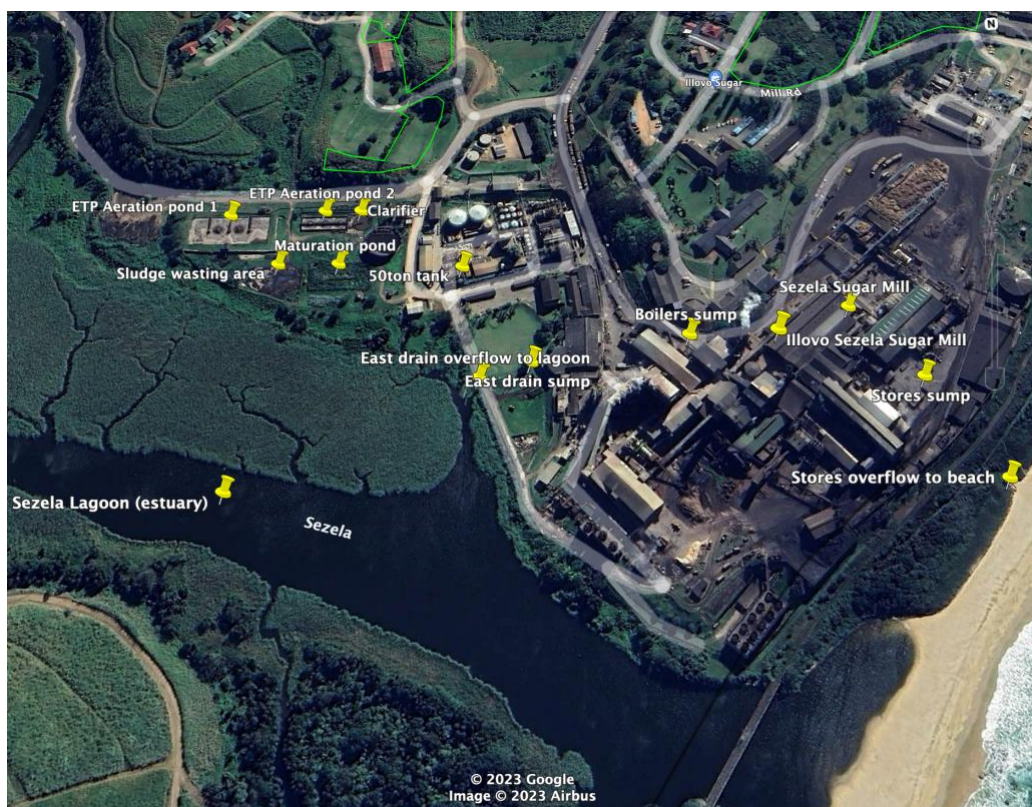 N
Illovo Sugar
Mill Rd
ETP Aeration pond 2
ETP Aeration pond 1
Clarifier
Maturation pond
Sludge wasting area
50ton tank
Sezela Sugar Mill
Boilers sump
Illovo Sezela Sugar Mill
East drain overflow to lagoon
East drain sump
Stores sump
Stores overflow to beach
Sezela Lagoon (estuary)
Sezela
© 2023 Google
Image © 2023 Airbus